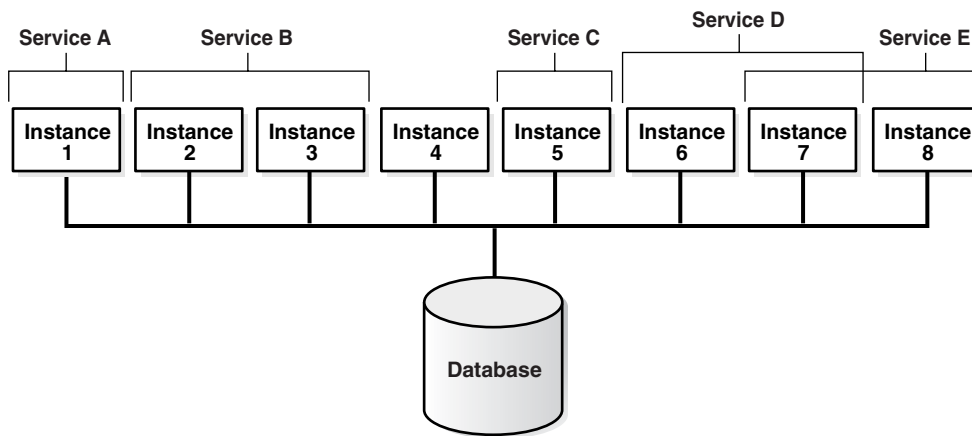 Service A
Service B
Service C
Service D
Service E
Instance
1
Instance
2
Instance
3
Instance
4
Instance
5
Instance
6
Instance
7
Instance
8
Database